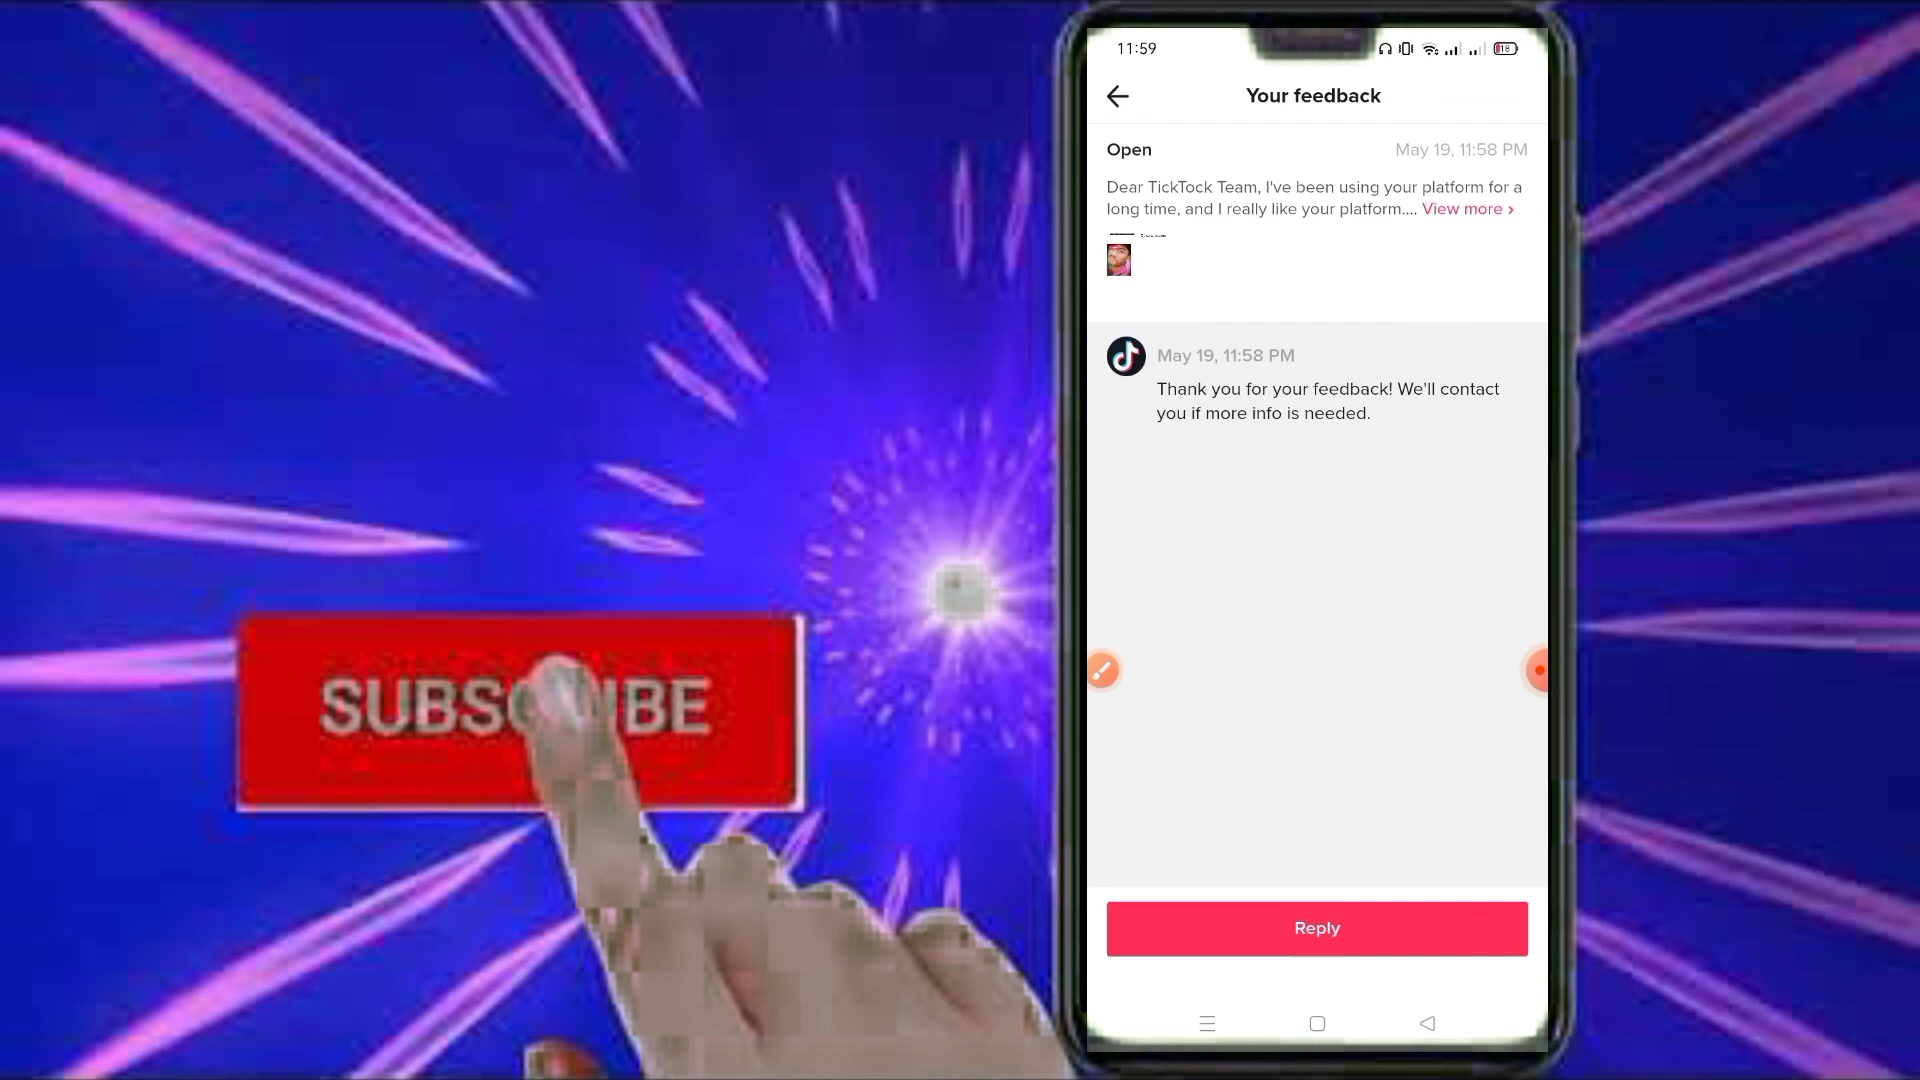 SUBSCRIBE
11:59
18
Your feedback
Open
May 19, 11:58 PM
Dear TickTock Team, I've been using your platform for a
long time, and I really like your platform.... View more ›
May 19, 11:58 PM
Thank you for your feedback! We'll contact
you if more info is needed.
Reply